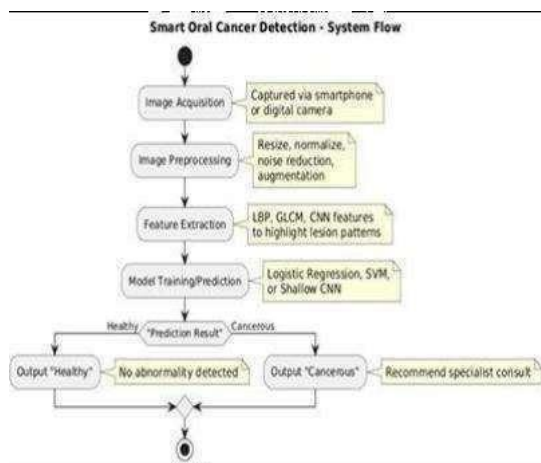 Smart Oral Cancer Detection - System Flow
Image Acquisition
Captured via smartphone
or digital camera
Image Preprocessing
Resize, normalize,
noise reduction,
augmentation
Feature Extraction
LBP, GLCM, CNN features
to highlight lesion patterns
Model Training/Prediction
Logistic Regression, SVM,
or Shallow CNN
Healthy
"Prediction Result"
Cancerous
Output "Healthy"
No abnormality detected
Output "Cancerous"
Recommend specialist consult